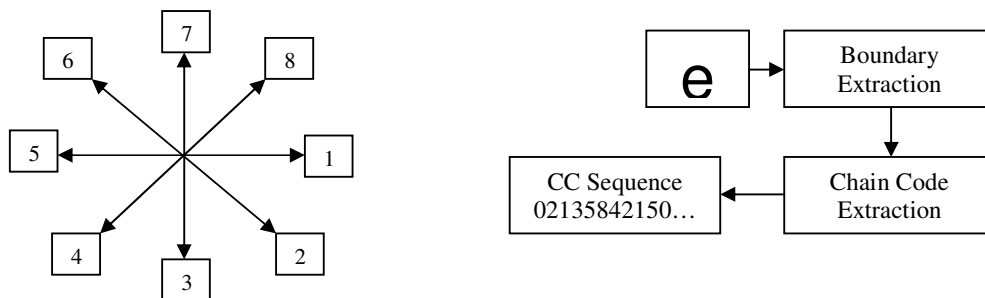 7
6
8
5
1
4
2
3
e
Boundary
Extraction
CC Sequence
02135842150…
Chain Code
Extraction